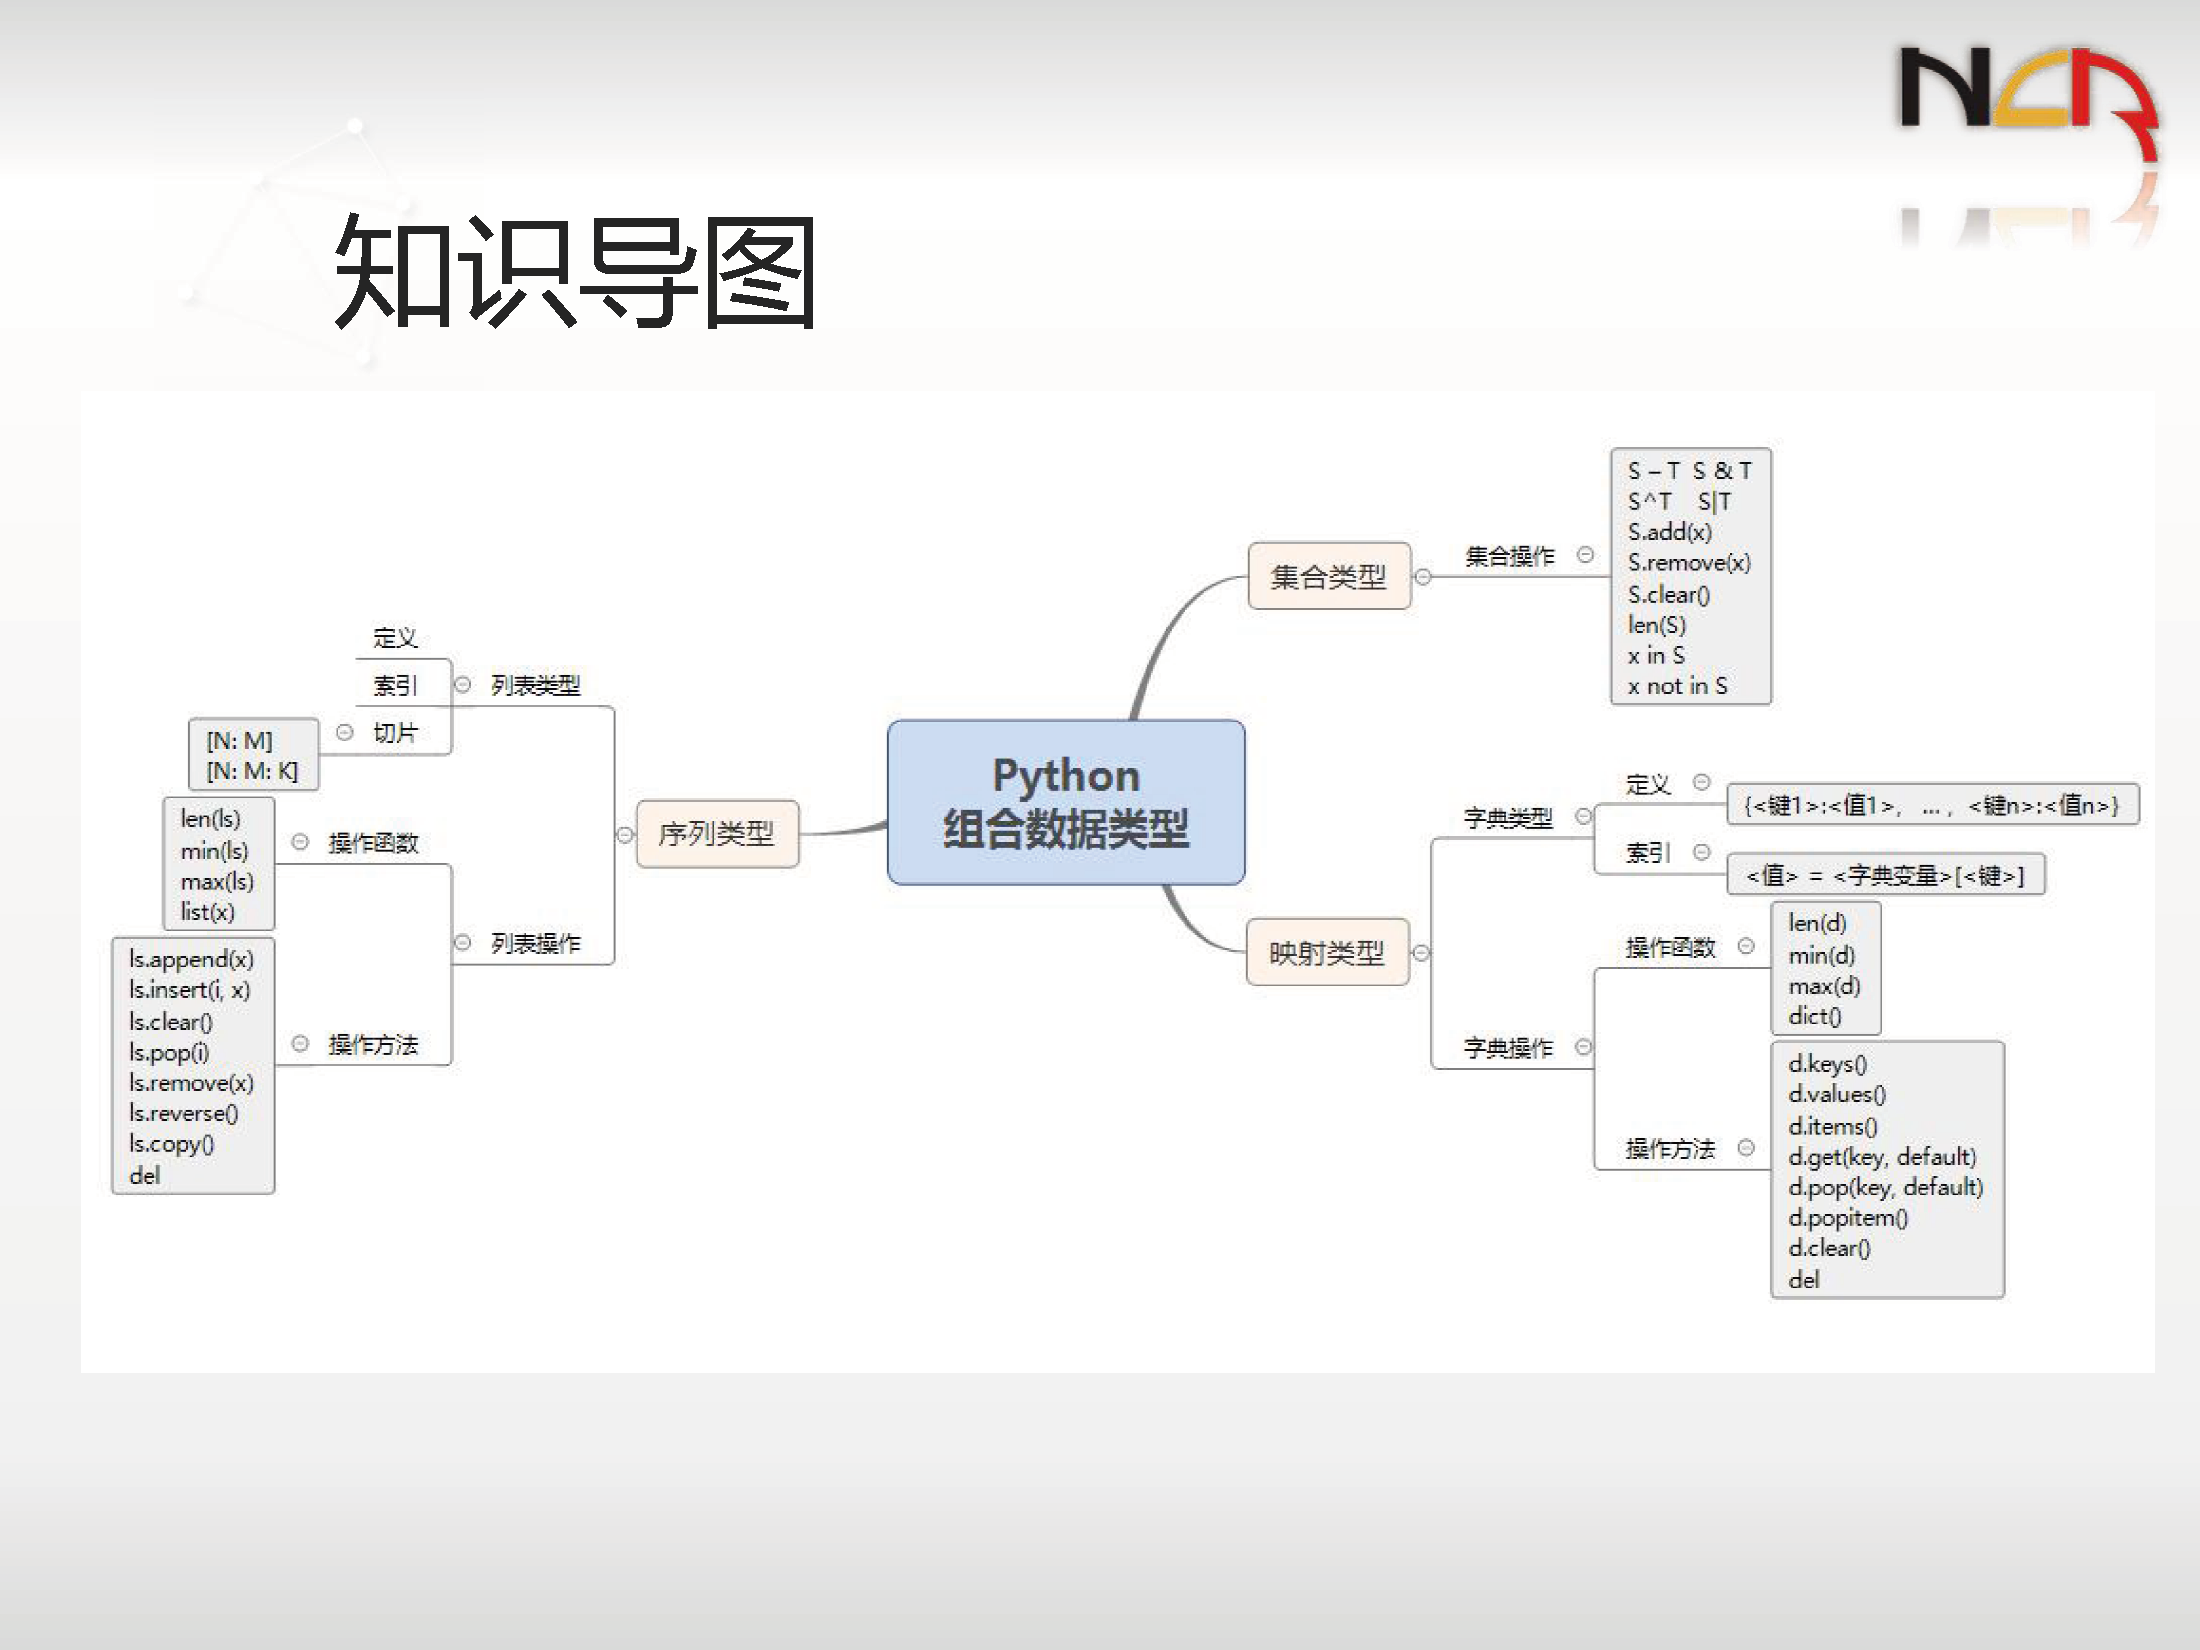 NCR
知识导图
Python
组合数据类型
序列类型
列表类型
定义
索引
切片
[N: M]
[N: M: K]
列表操作
操作函数
len(ls)
min(ls)
max(ls)
list(x)
操作方法
ls.append(x)
ls.insert(i, x)
ls.clear()
ls.pop(i)
ls.remove(x)
ls.reverse()
ls.copy()
del
集合类型
集合操作
S – T  S & T
S^T  S|T
S.add(x)
S.remove(x)
S.clear()
len(S)
x in S
x not in S
映射类型
字典类型
定义
{<键1>:<值1>, … , <键n>:<值n>}
索引
<值> = <字典变量>[<键>]
字典操作
操作函数
len(d)
min(d)
max(d)
dict()
操作方法
d.keys()
d.values()
d.items()
d.get(key, default)
d.pop(key, default)
d.popitem()
d.clear()
del